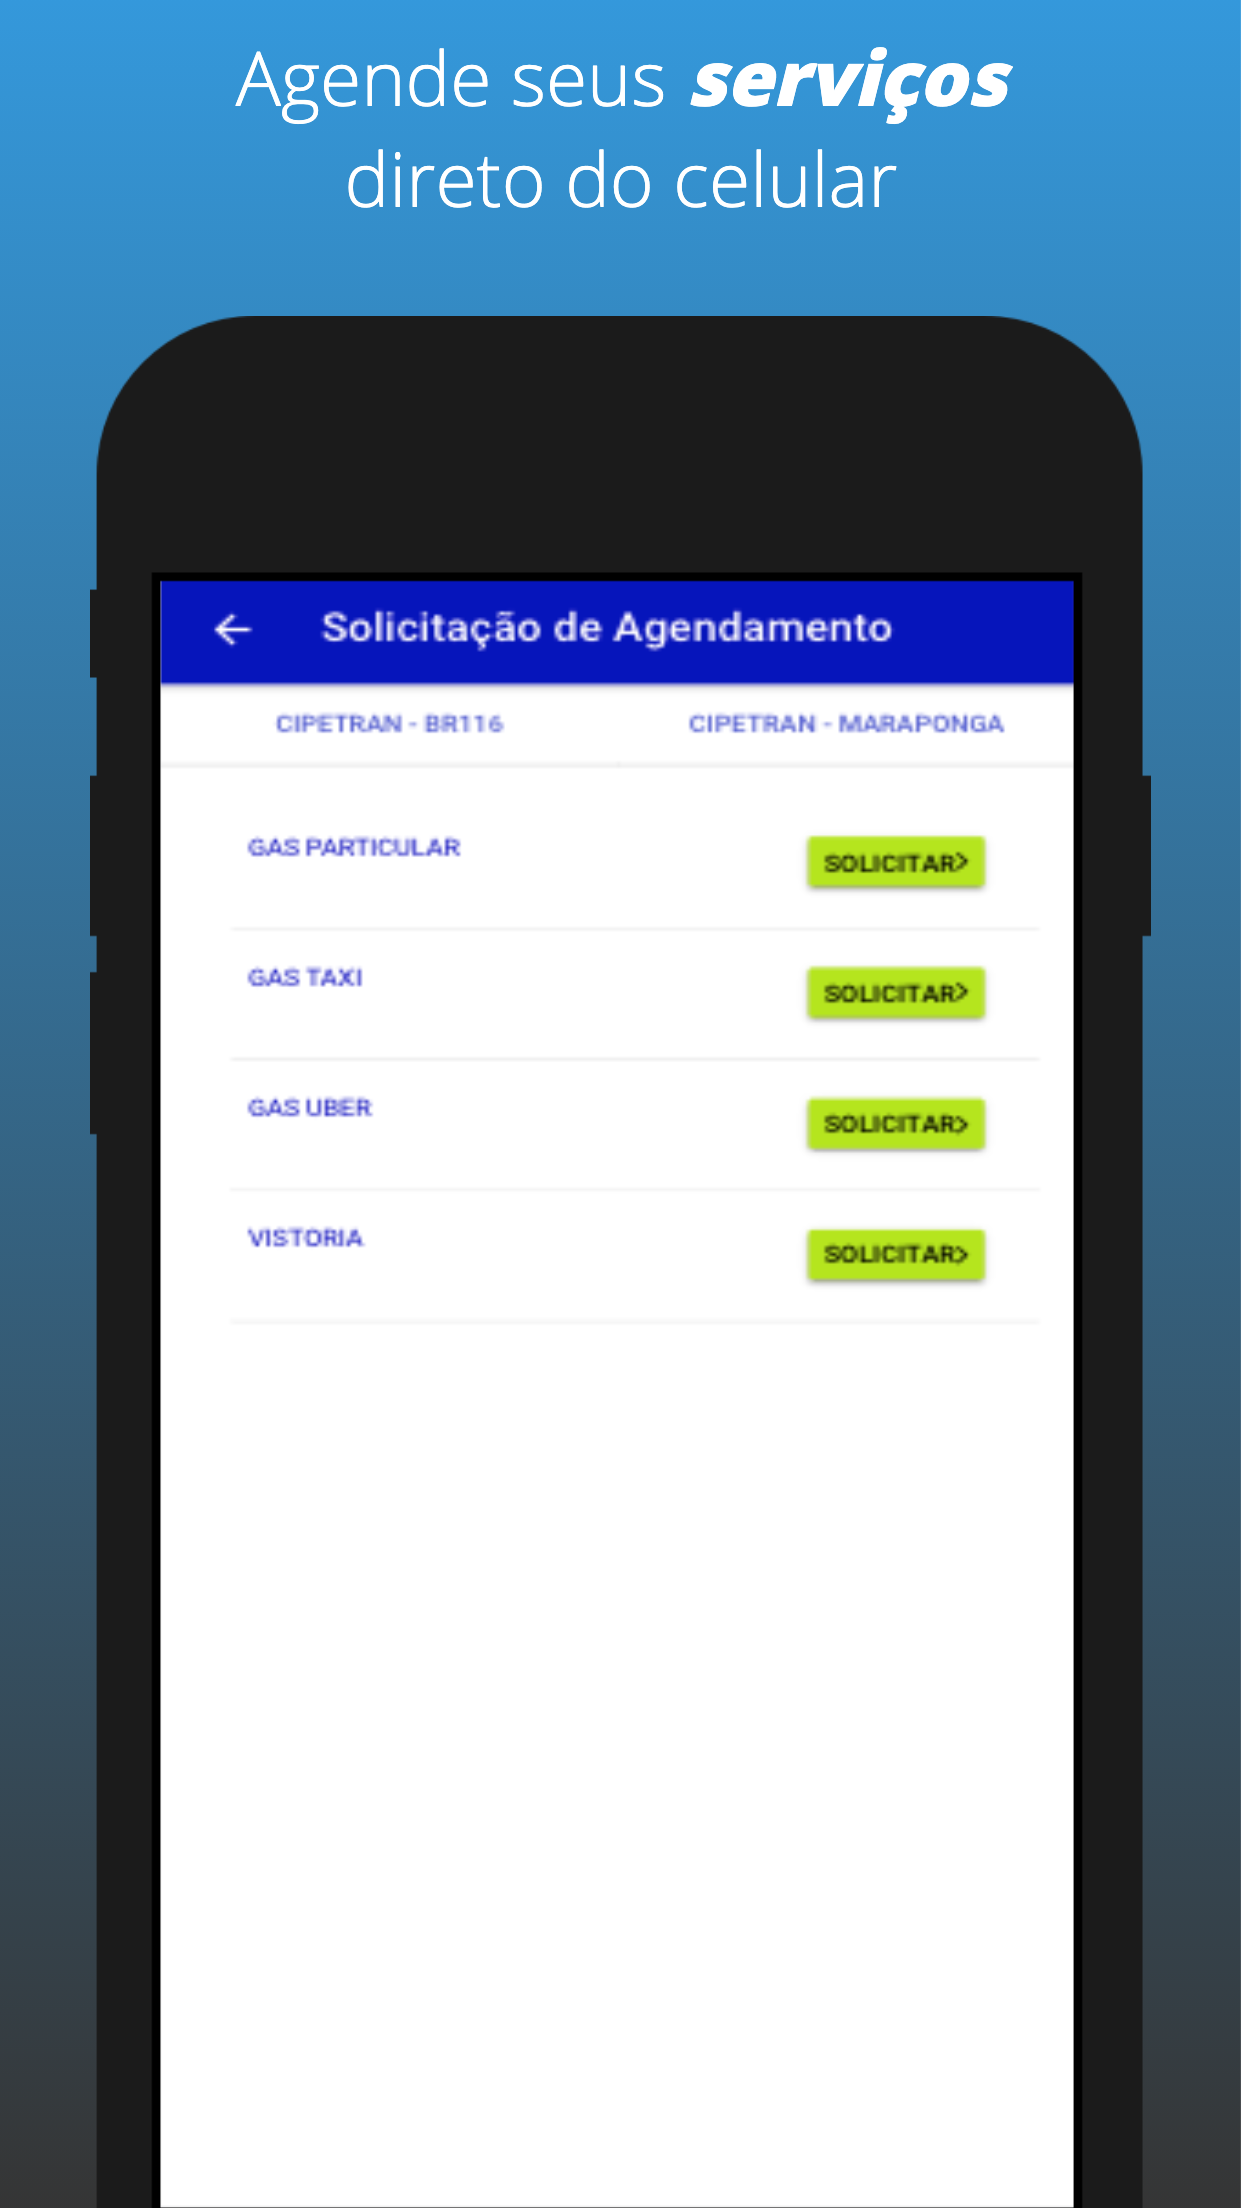 Agende seus serviços
direto do celular
Solicitação de Agendamento
CIPETRAN - BR116 CIPETRAN - MARAPONGA
GAS PARTICULAR SOLICITAR
GAS TAXI SOLICITAR
GAS UBER SOLICITAR
VISTORIA SOLICITAR